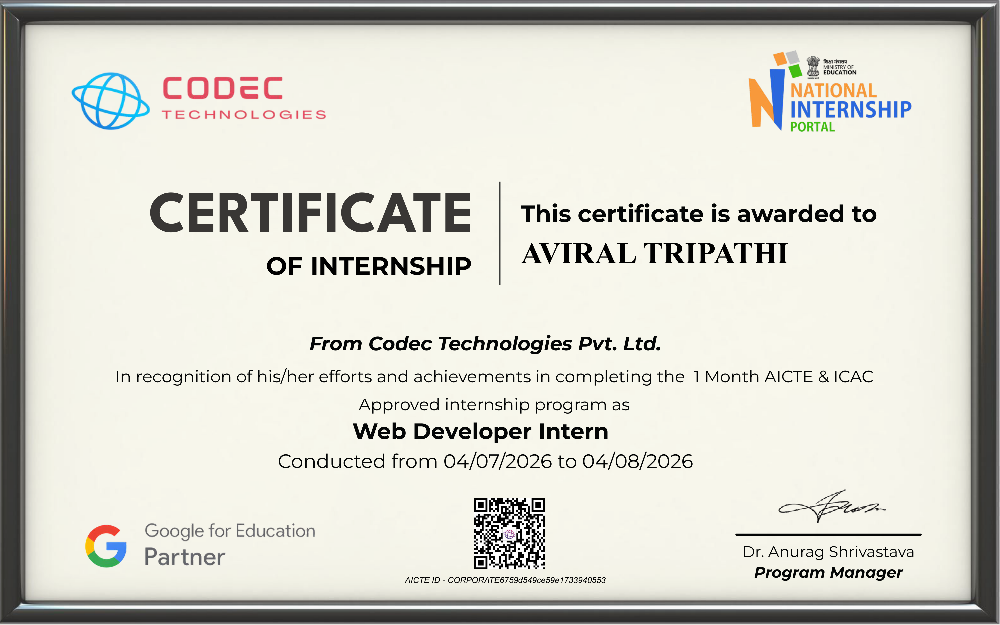 CODEC
TECHNOLOGIES
शिक्षा मंत्रालय
MINISTRY OF
EDUCATION
सत्यमेव जयते
NATIONAL
INTERNSHIP
PORTAL
CERTIFICATE
OF INTERNSHIP
This certificate is awarded to
AVIRAL TRIPATHI
From Codec Technologies Pvt. Ltd.
In recognition of his/her efforts and achievements in completing the 1 Month AICTE & ICAC
Approved internship program as
Web Developer Intern
Conducted from 04/07/2026 to 04/08/2026
Google for Education
Partner
AICTE ID - CORPORATE6759d549ce59e1733940553
Dr. Anurag Shrivastava
Program Manager